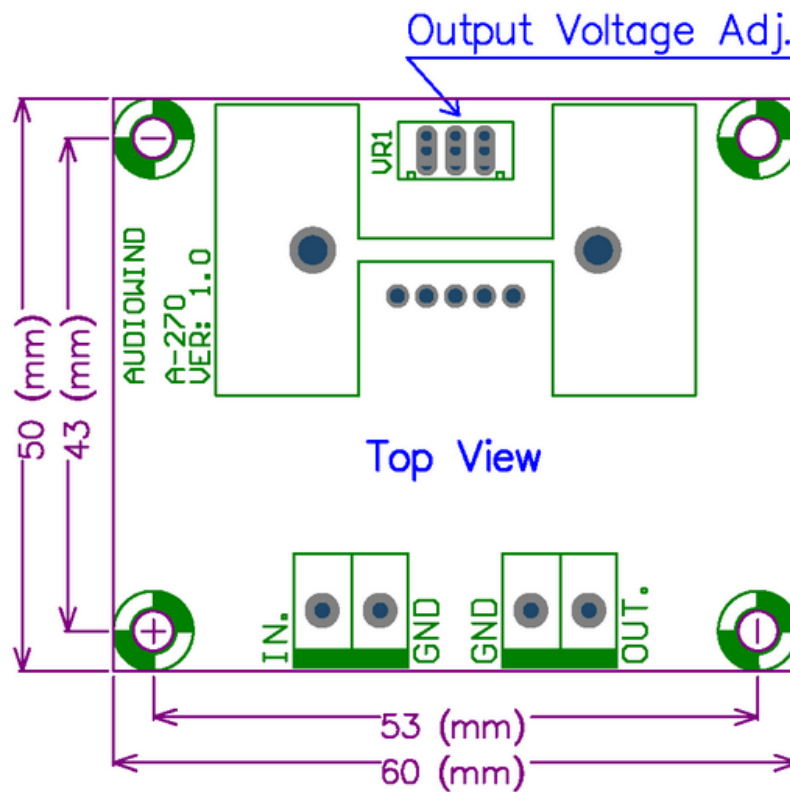 Output Voltage Adj.
VR1
AUDIOWIND
A-270
VER: 1.0
50 (mm)
43 (mm)
Top View
IN.
GND
GND
OUT.
53 (mm)
60 (mm)